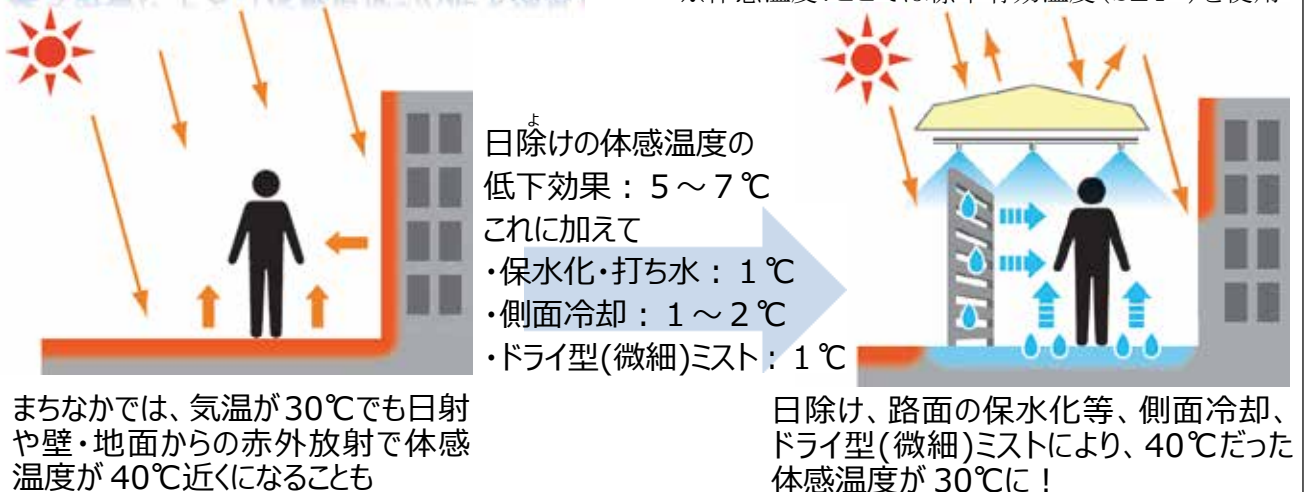 日除けの体感温度の
よ
低下効果：５～７℃
これに加えて
・保水化・打ち水：１℃
・側面冷却：１～２℃
・ドライ型(微細)ミスト：１℃
まちなかでは、気温が30℃でも日射
や壁・地面からの赤外放射で体感
温度が40℃近くになることも
日除け、路面の保水化等、側面冷却、
ドライ型(微細)ミストにより、40℃だった
体感温度が30℃に！